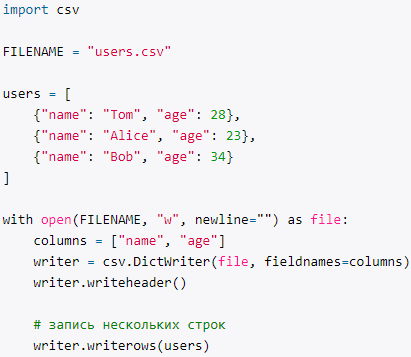 import csv
FILENAME = "users.csv"
users = [
    {"name": "Tom", "age": 28},
    {"name": "Alice", "age": 23},
    {"name": "Bob", "age": 34}
]
with open(FILENAME, "w", newline="") as file:
    columns = ["name", "age"]
    writer = csv.DictWriter(file, fieldnames=columns)
    writer.writeheader()
    # запись нескольких строк
    writer.writerows(users)